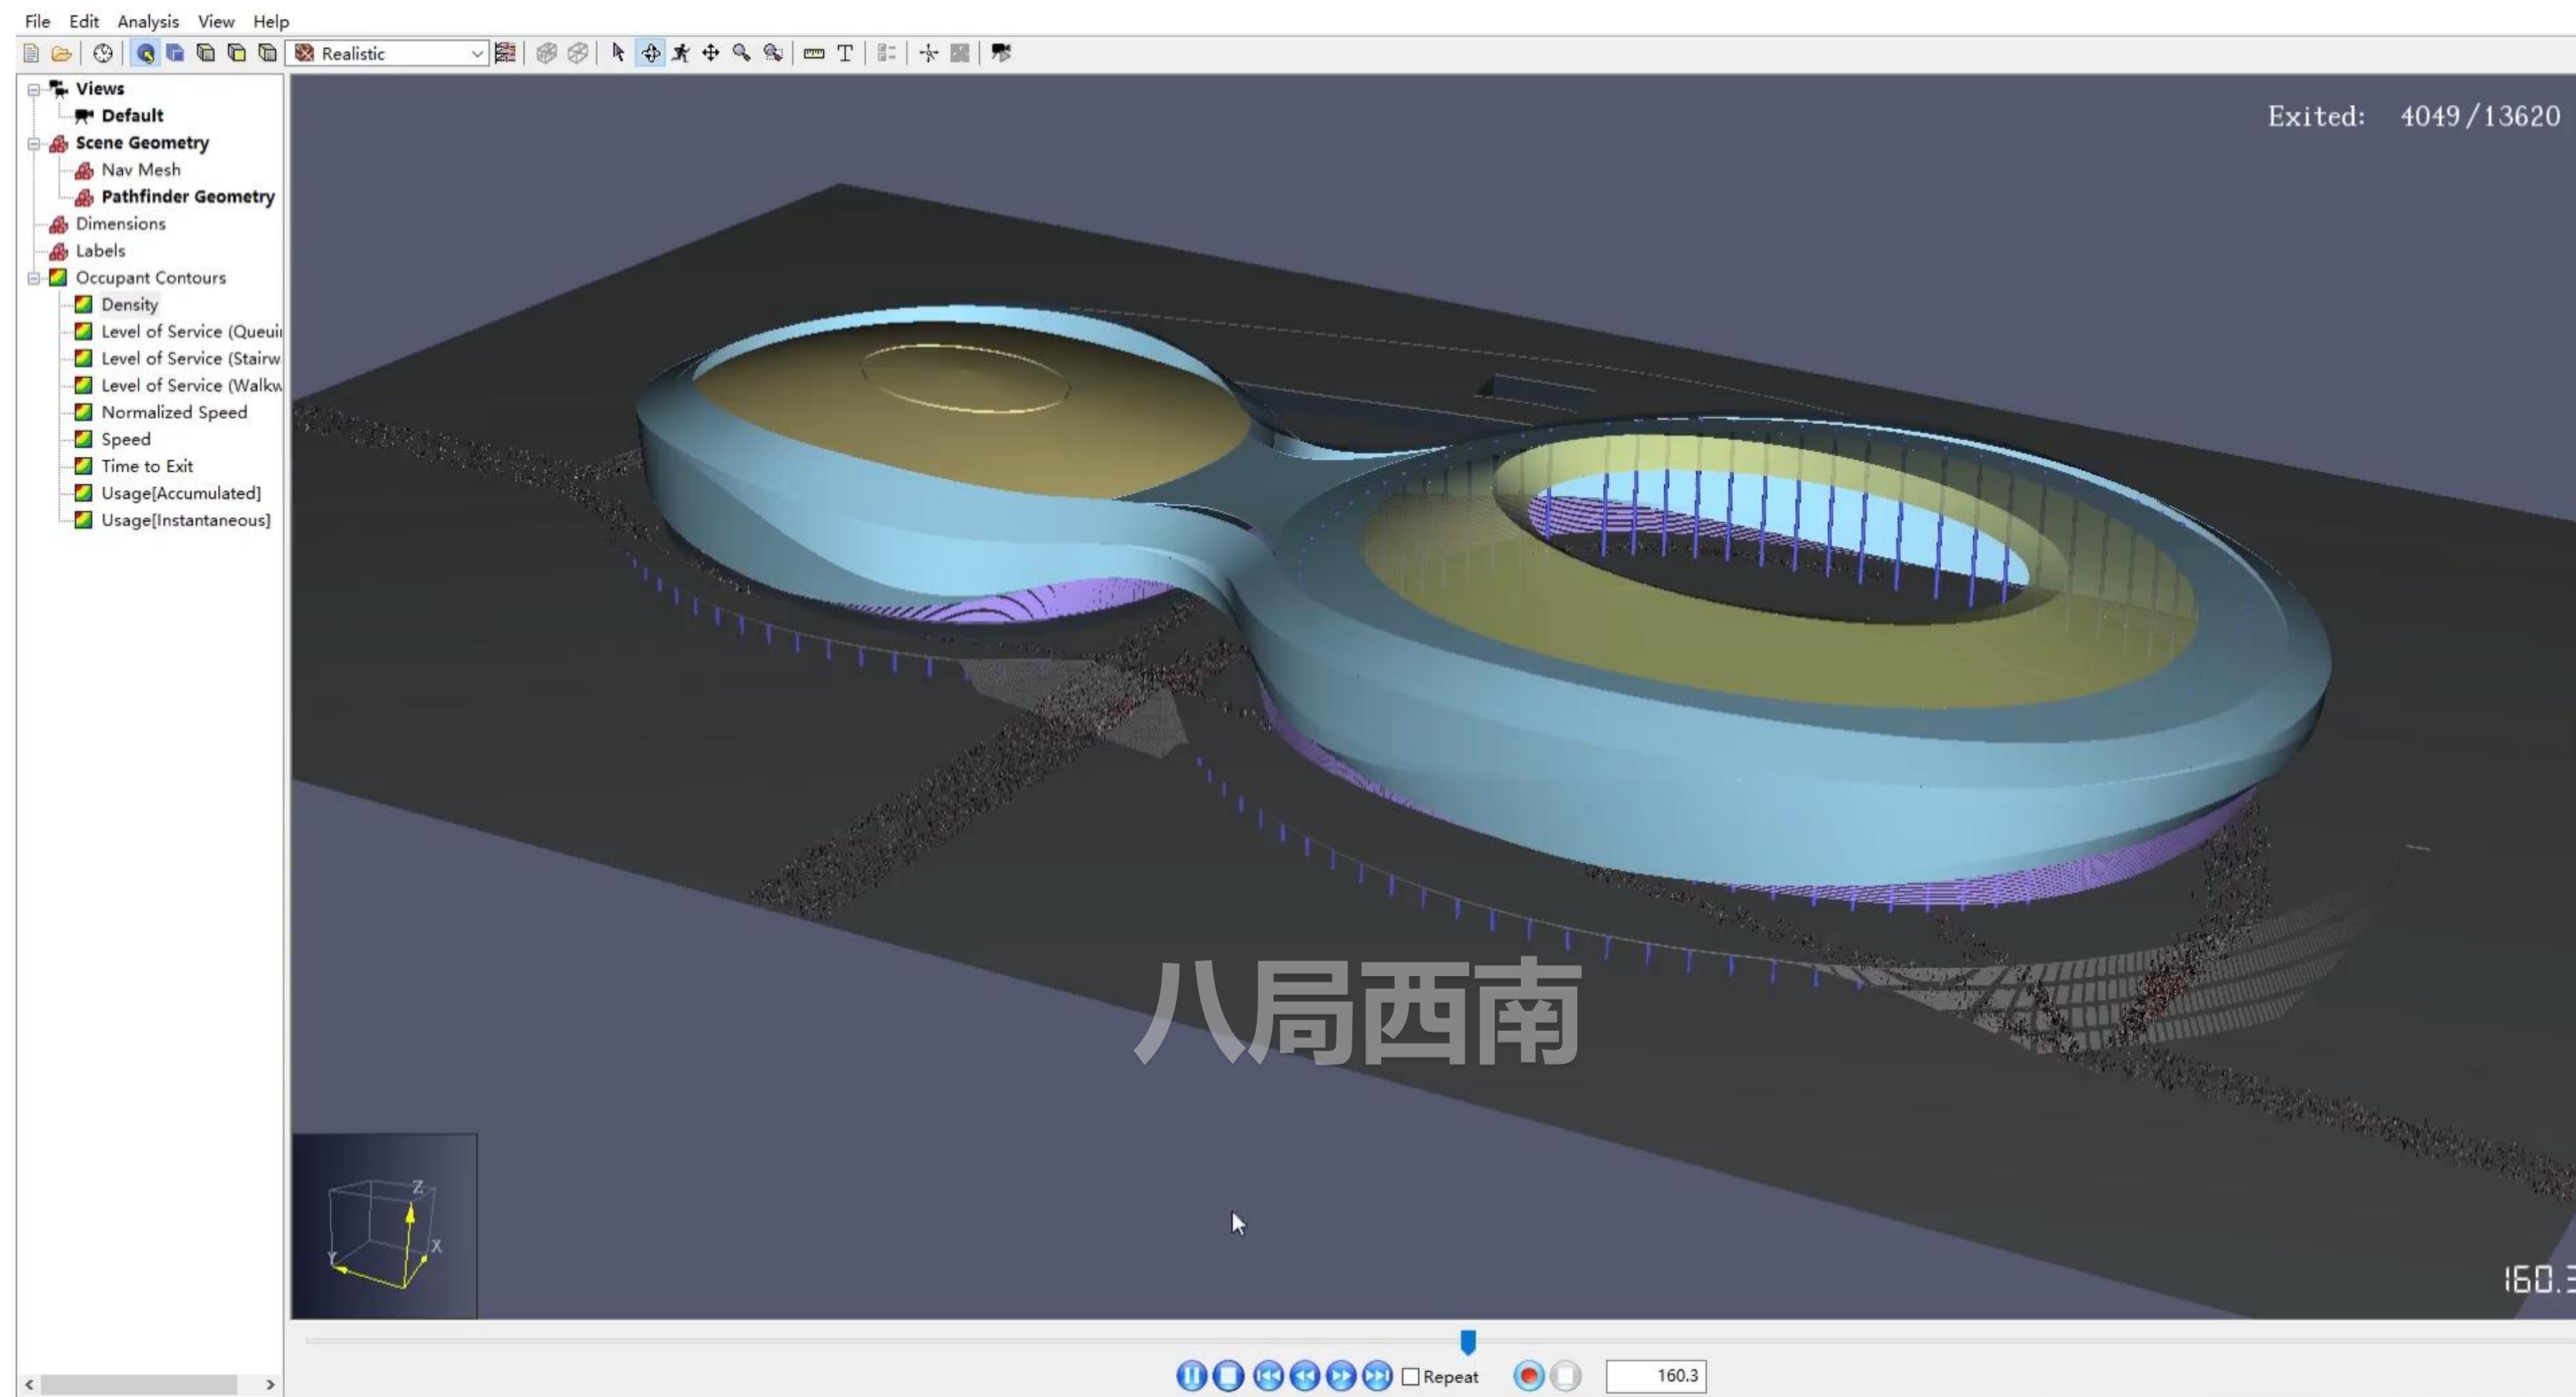 File Edit Analysis View Help
Realistic
Views
Default
Scene Geometry
Nav Mesh
Pathfinder Geometry
Dimensions
Labels
Occupant Contours
Density
Level of Service (Queuin
Level of Service (Stairw
Level of Service (Walkw
Normalized Speed
Speed
Time to Exit
Usage[Accumulated]
Usage[Instantaneous]
Exited: 4049/13620
八局西南
Z
X
Y
160.3
Repeat
160.3